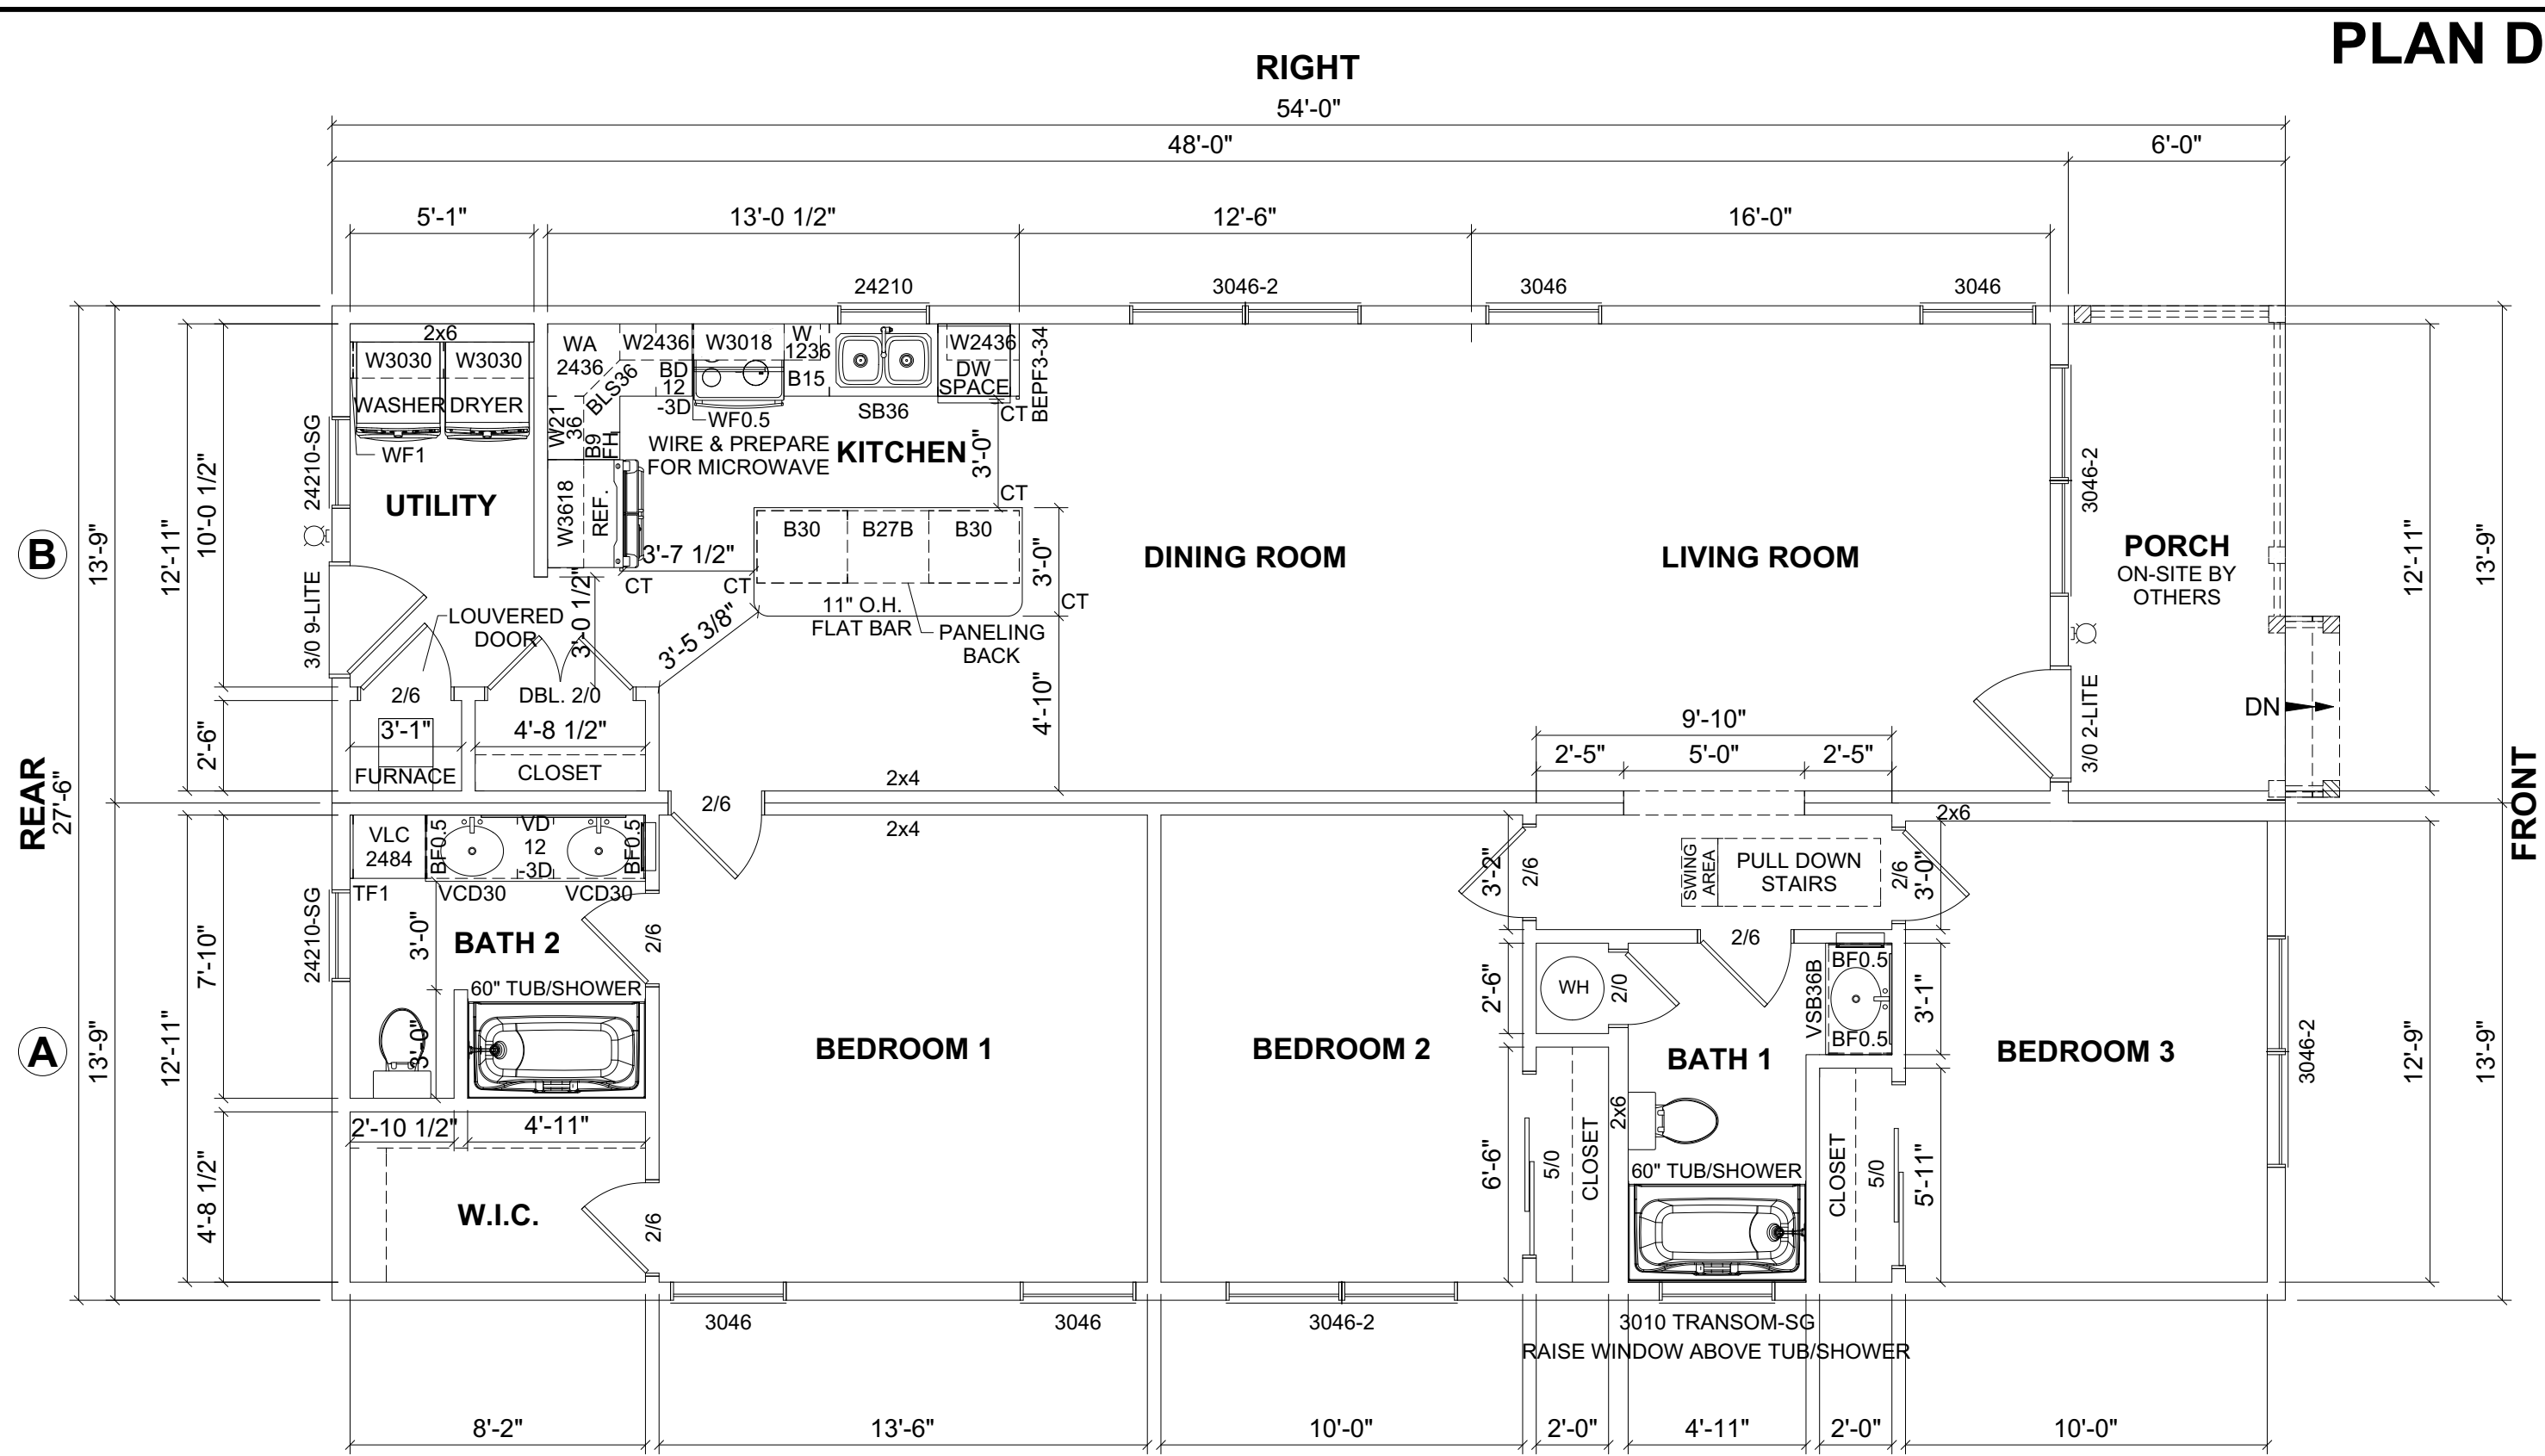 PLAN D
RIGHT
54'-0"
48'-0"
6'-0"
5'-1"
13'-0 1/2"
12'-6"
16'-0"
24210
3046-2
3046
3046
2x6
W3030
W3030
WASHER
DRYER
WF1
24210-SG
UTILITY
WA
2436
W2436
W3018
W
1236
W2436
BLS36
BD
12
-3D
B15
DW
SPACE
BEPF3-34
WF0.5
SB36
CT
WIRE & PREPARE
FOR MICROWAVE
KITCHEN
3'-0"
W21
36
B9
FH
W3618
REF.
3'-7 1/2"
CT
CT
CT
B30
B27B
B30
3'-0"
CT
11" O.H.
FLAT BAR
PANELING
BACK
3'-5 3/8"
4'-10"
DINING ROOM
LIVING ROOM
3046-2
PORCH
ON-SITE BY
OTHERS
3/0 2-LITE
DN
B
13'-9"
12'-11"
10'-0 1/2"
2'-6"
3/0 9-LITE
LOUVERED
DOOR
3'-0 1/2"
2/6
DBL. 2/0
3'-1"
4'-8 1/2"
FURNACE
CLOSET
12'-11"
13'-9"
REAR
27'-6"
FRONT
2x4
2/6
2x4
9'-10"
2'-5"
5'-0"
2'-5"
2x6
VLC
2484
BF0.5
VD
12
-3D
BF0.5
TF1
VCD30
VCD30
24210-SG
3'-0"
BATH 2
2/6
60" TUB/SHOWER
3'-0"
2'-10 1/2"
4'-11"
W.I.C.
2/6
A
13'-9"
12'-11"
7'-10"
4'-8 1/2"
BEDROOM 1
BEDROOM 2
3'-2"
2/6
SWING
AREA
PULL DOWN
STAIRS
2/6
3'-0"
2/6
2'-6"
WH
2/0
VSB36B
BF0.5
BF0.5
3'-1"
BATH 1
BEDROOM 3
3046-2
12'-9"
13'-9"
6'-6"
5/0
CLOSET
2x6
60" TUB/SHOWER
CLOSET
5/0
5'-11"
3046
3046
3046-2
3010 TRANSOM-SG
RAISE WINDOW ABOVE TUB/SHOWER
8'-2"
13'-6"
10'-0"
2'-0"
4'-11"
2'-0"
10'-0"